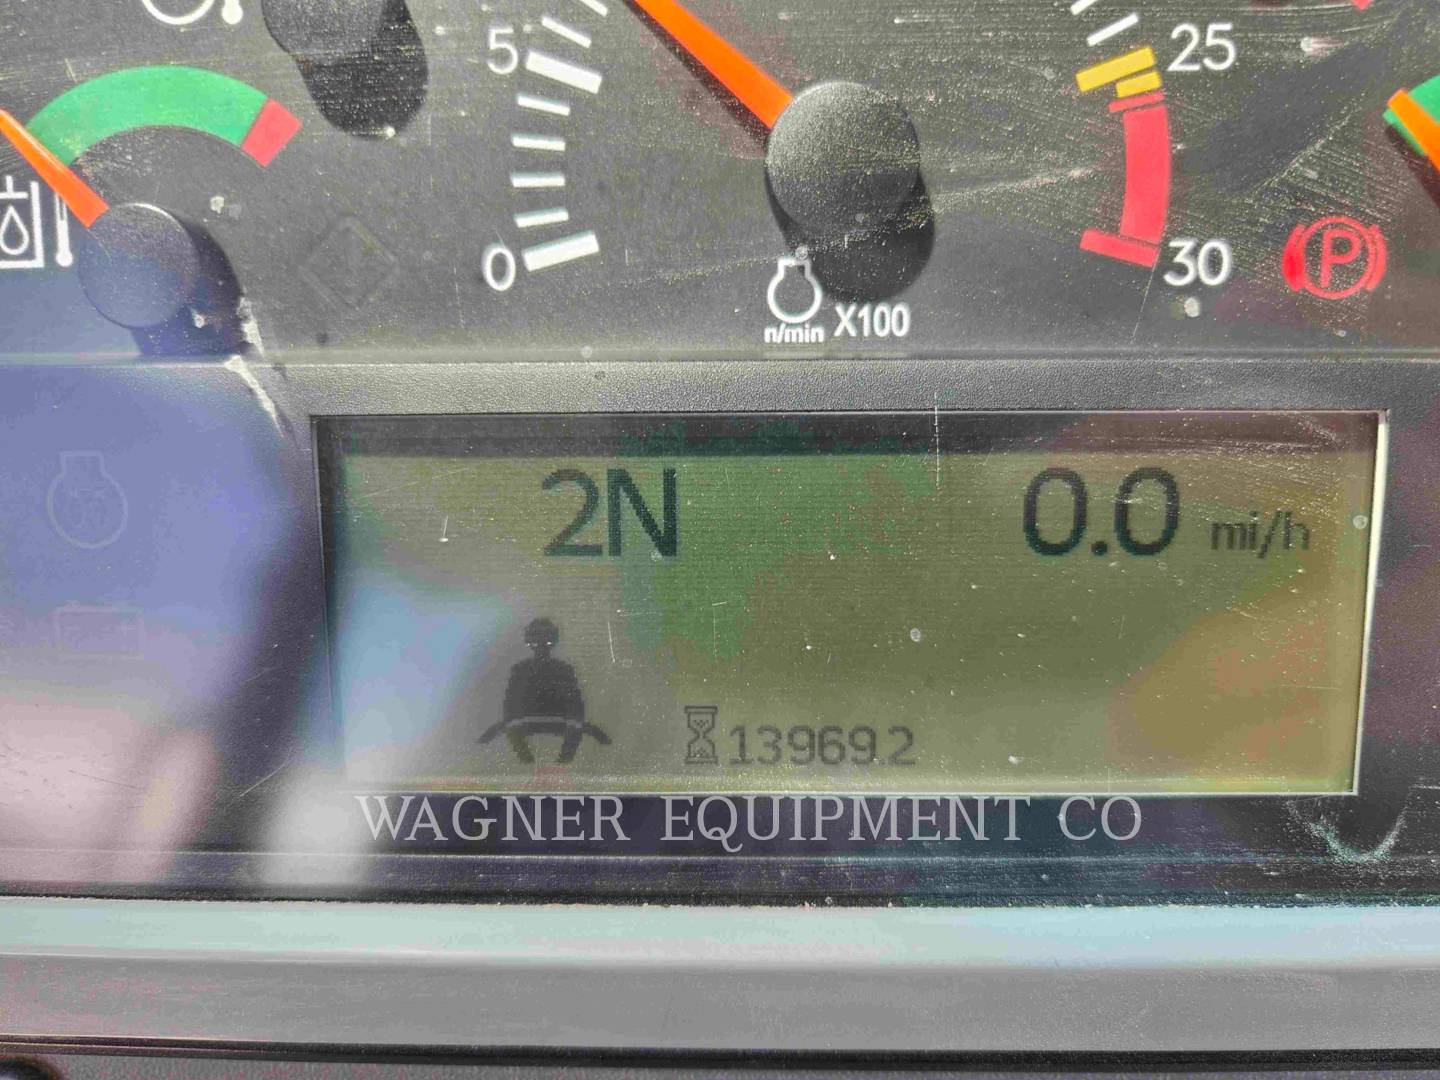 5
25
0
30
n/min X100
P
2N 0.0 mi/h
13969.2
WAGNER EQUIPMENT CO